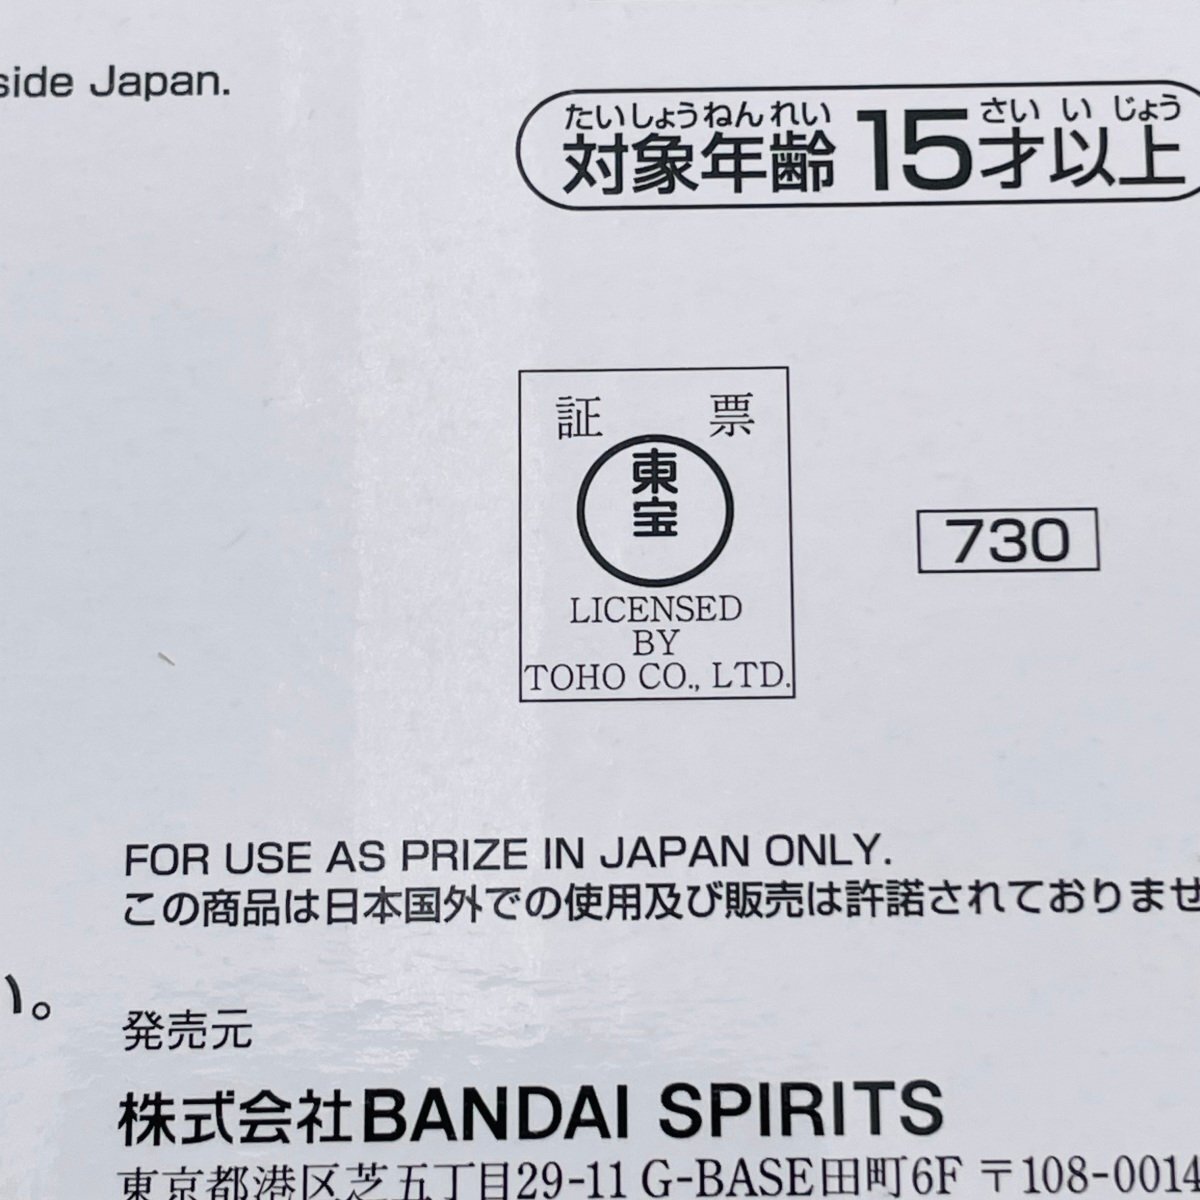 side Japan.
たいしょうねんれい さい い じょう
対象年齢 15才以上
証 票
東
宝
LICENSED
BY
TOHO CO., LTD.
730
FOR USE AS PRIZE IN JAPAN ONLY.
この商品は日本国外での使用及び販売は許諾されておりませ
い。
発売元
株式会社BANDAI SPIRITS
東京都港区芝五丁目29-11 G-BASE田町6F 〒108-0014